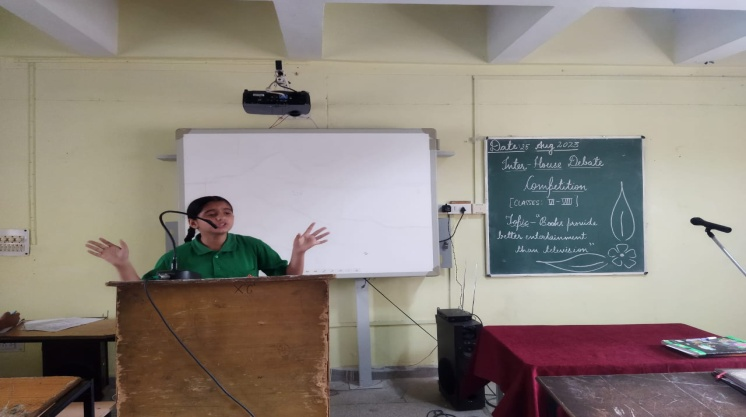 Date: 25 Aug 2023
Inter-House Debate
Competition
[CLASSES: VI - VIII]
Topic - "Books provide
better entertainment
than television"